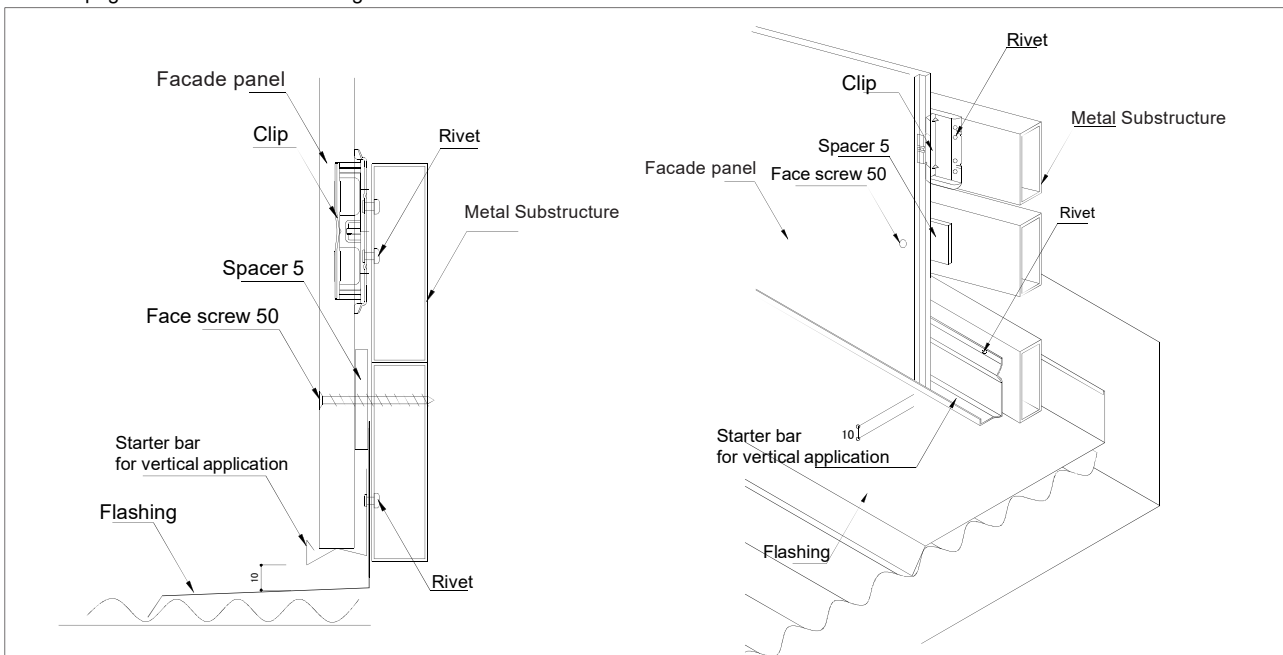 Facade panel
Clip
Rivet
Metal Substructure
Spacer 5
Face screw 50
Starter bar
for vertical application
Flashing
10
Rivet
Rivet
Clip
Metal Substructure
Spacer 5
Facade panel
Face screw 50
Rivet
10
Starter bar
for vertical application
Flashing